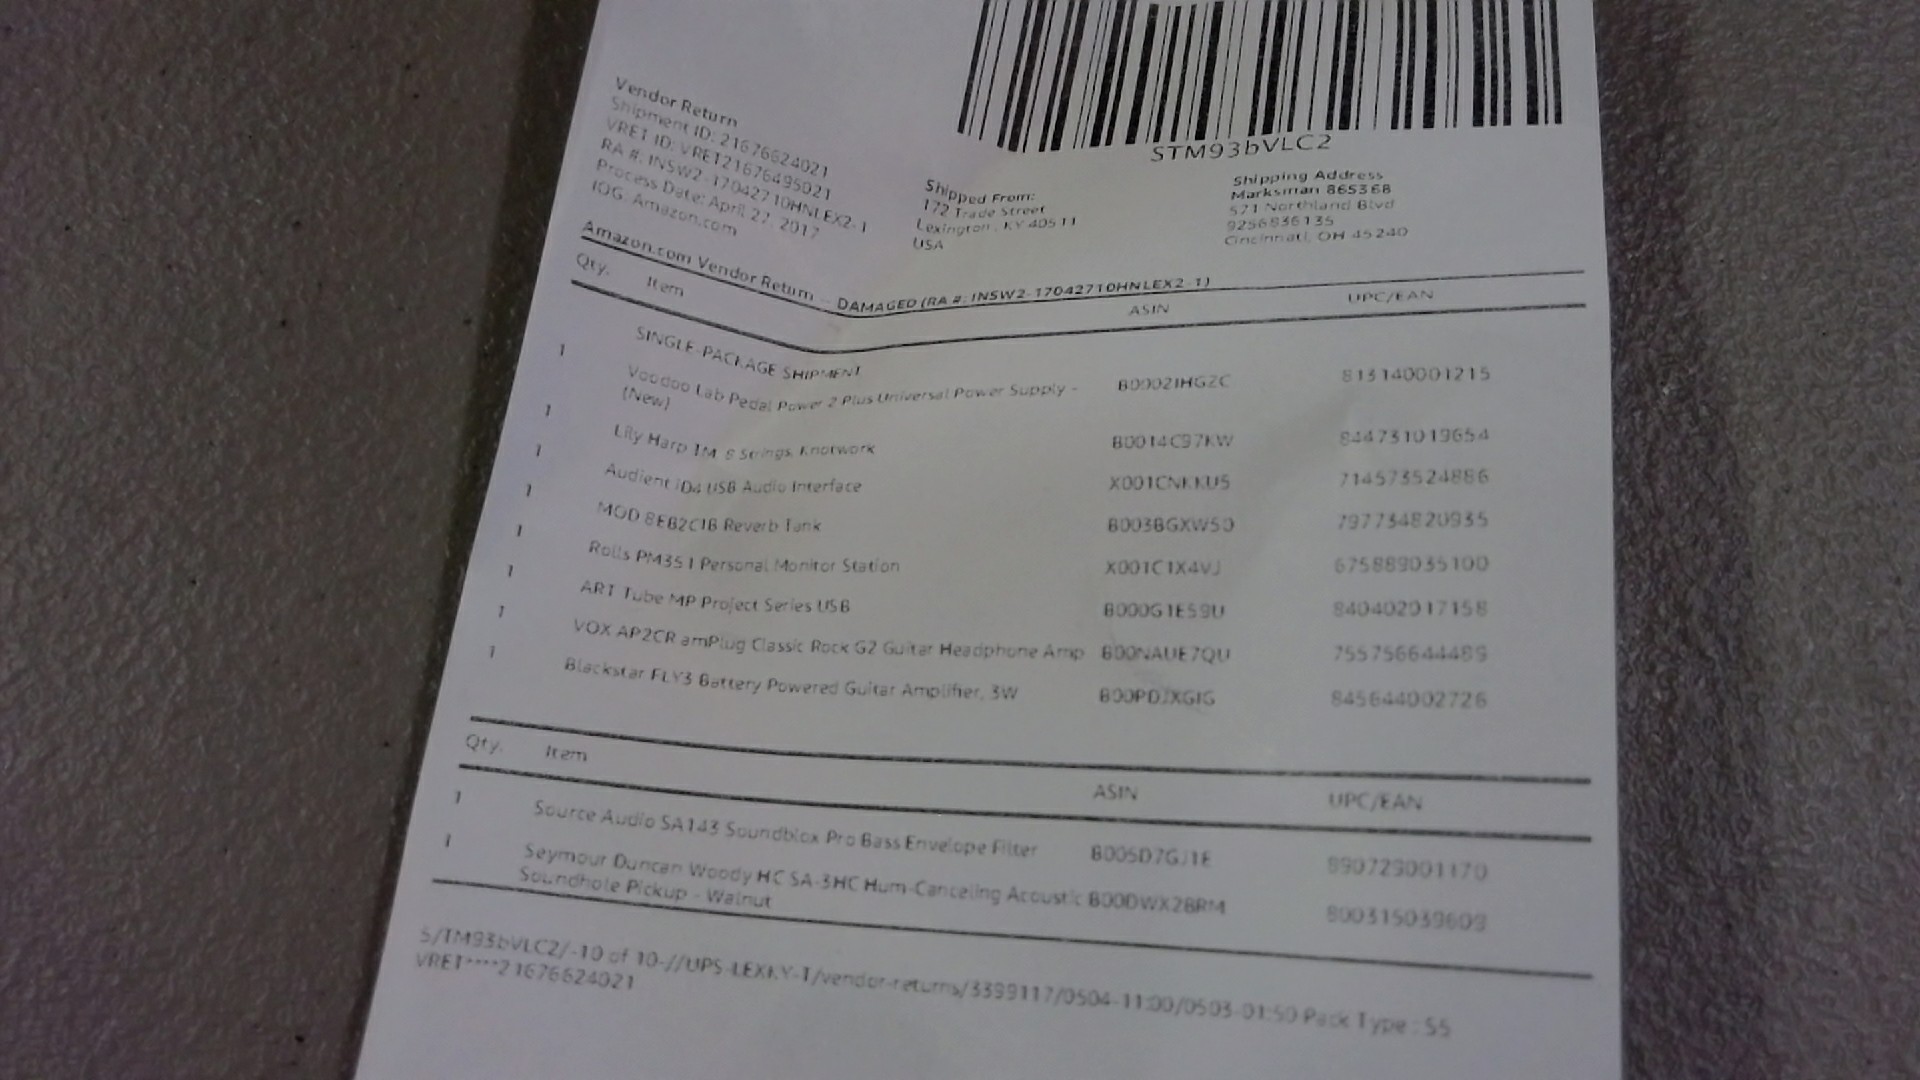 STM93bVLC2
Vendor Return
Shipment ID: 21676624021
VRET ID: VRET21676495021
RA #: INSW2-17042710HNLEX2-1
Process Date: April 27, 2017
IOG: Amazon.com
Shipped From:
172 Trade Street
Lexington, KY 40511
USA
Shipping Address
Marksman 865368
571 Northland Blvd
9256836135
Cincinnati, OH 45240
Amazon.com Vendor Return - DAMAGED (RA #: INSW2-17042710HNLEX2-1)
Qty. Item ASIN UPC/EAN
SINGLE-PACKAGE SHIPMENT
1 Voodoo Lab Pedal Power 2 Plus Universal Power Supply - B0002IHGZC 813140001215
(New)
1 Lily Harp TM 8 Strings, Knotwork B0014C97KW 844731019654
1 Audient iD4 USB Audio Interface X001CNKKU5 714573524886
1 MOD 8EB2C1B Reverb Tank B003BGXW5O 797734820935
1 Rolls PM351 Personal Monitor Station X001C1X4VJ 675889035100
1 ART Tube MP Project Series USB B000G1E59U 840402017158
1 VOX AP2CR amPlug Classic Rock G2 Guitar Headphone Amp B00NAUE7QU 755756644489
1 Blackstar FLY3 Battery Powered Guitar Amplifier, 3W B00PDJXGIG 845644002726
Qty. Item ASIN UPC/EAN
1 Source Audio SA143 Soundblox Pro Bass Envelope Filter B005D7GJ1E 890729001170
1 Seymour Duncan Woody HC SA-3HC Hum-Canceling Acoustic B00DWX2BRM 800315039609
Soundhole Pickup - Walnut
S/TM93bVLC2/-10 of 10-//UPS-LEXKY-T/vendor-returns/3399117/0504-11:00/0503-01:50 Pack Type : S5
VRET****21676624021